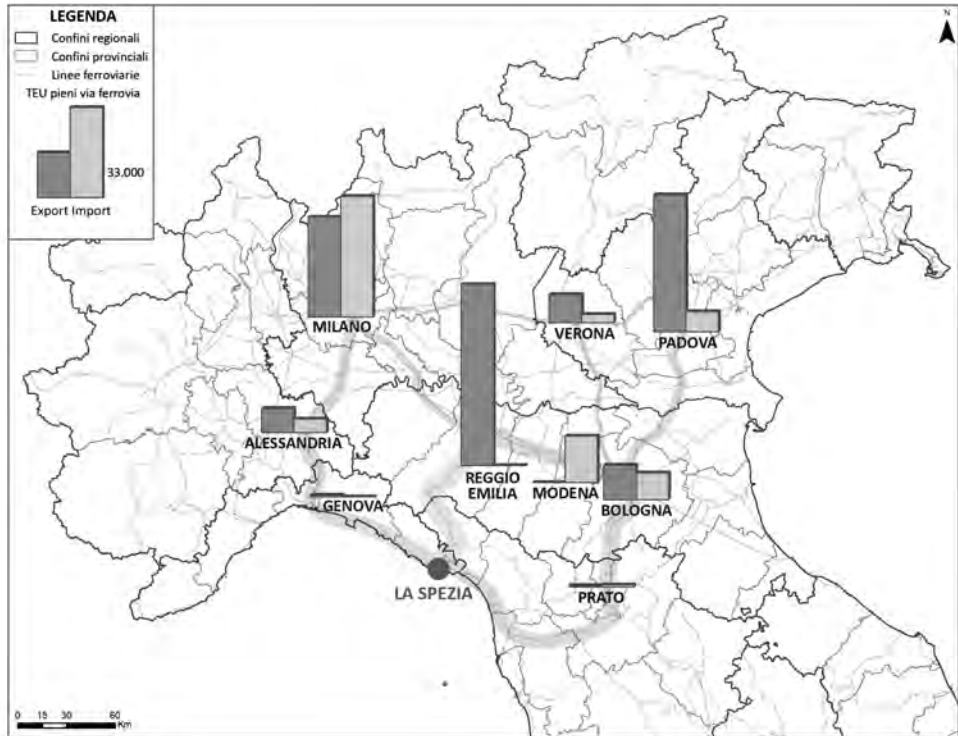 LEGENDA
Confini regionali
Confini provinciali
Linee ferroviarie
TEU pieni via ferrovia
33.000
Export Import
N
MILANO
VERONA
PADOVA
ALESSANDRIA
GENOVA
REGGIO
EMILIA
MODENA
BOLOGNA
LA SPEZIA
PRATO
0 15 30 60
Km